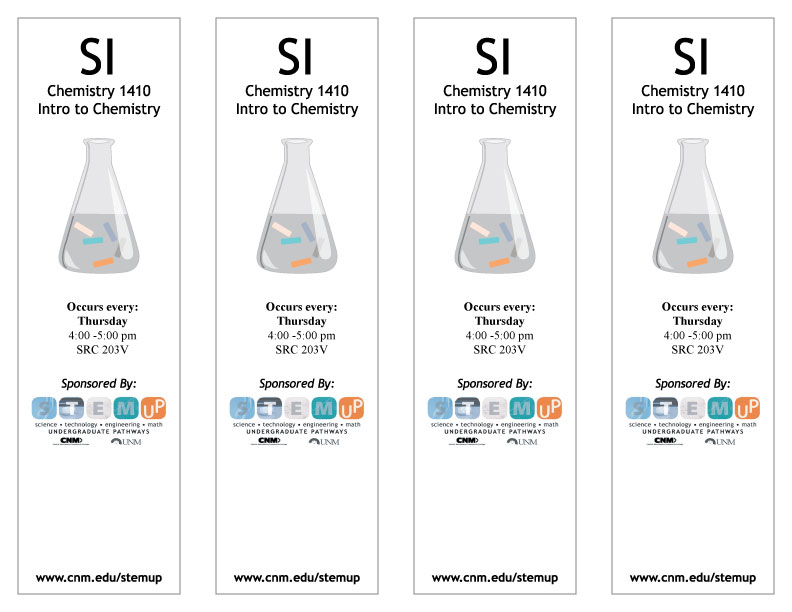 SI
Chemistry 1410
Intro to Chemistry
Occurs every:
Thursday
4:00 -5:00 pm
SRC 203V
Sponsored By:
STEM UP
science • technology • engineering • math
UNDERGRADUATE PATHWAYS
CNM UNM
www.cnm.edu/stemup
SI
Chemistry 1410
Intro to Chemistry
Occurs every:
Thursday
4:00 -5:00 pm
SRC 203V
Sponsored By:
STEM UP
science • technology • engineering • math
UNDERGRADUATE PATHWAYS
CNM UNM
www.cnm.edu/stemup
SI
Chemistry 1410
Intro to Chemistry
Occurs every:
Thursday
4:00 -5:00 pm
SRC 203V
Sponsored By:
STEM UP
science • technology • engineering • math
UNDERGRADUATE PATHWAYS
CNM UNM
www.cnm.edu/stemup
SI
Chemistry 1410
Intro to Chemistry
Occurs every:
Thursday
4:00 -5:00 pm
SRC 203V
Sponsored By:
STEM UP
science • technology • engineering • math
UNDERGRADUATE PATHWAYS
CNM UNM
www.cnm.edu/stemup